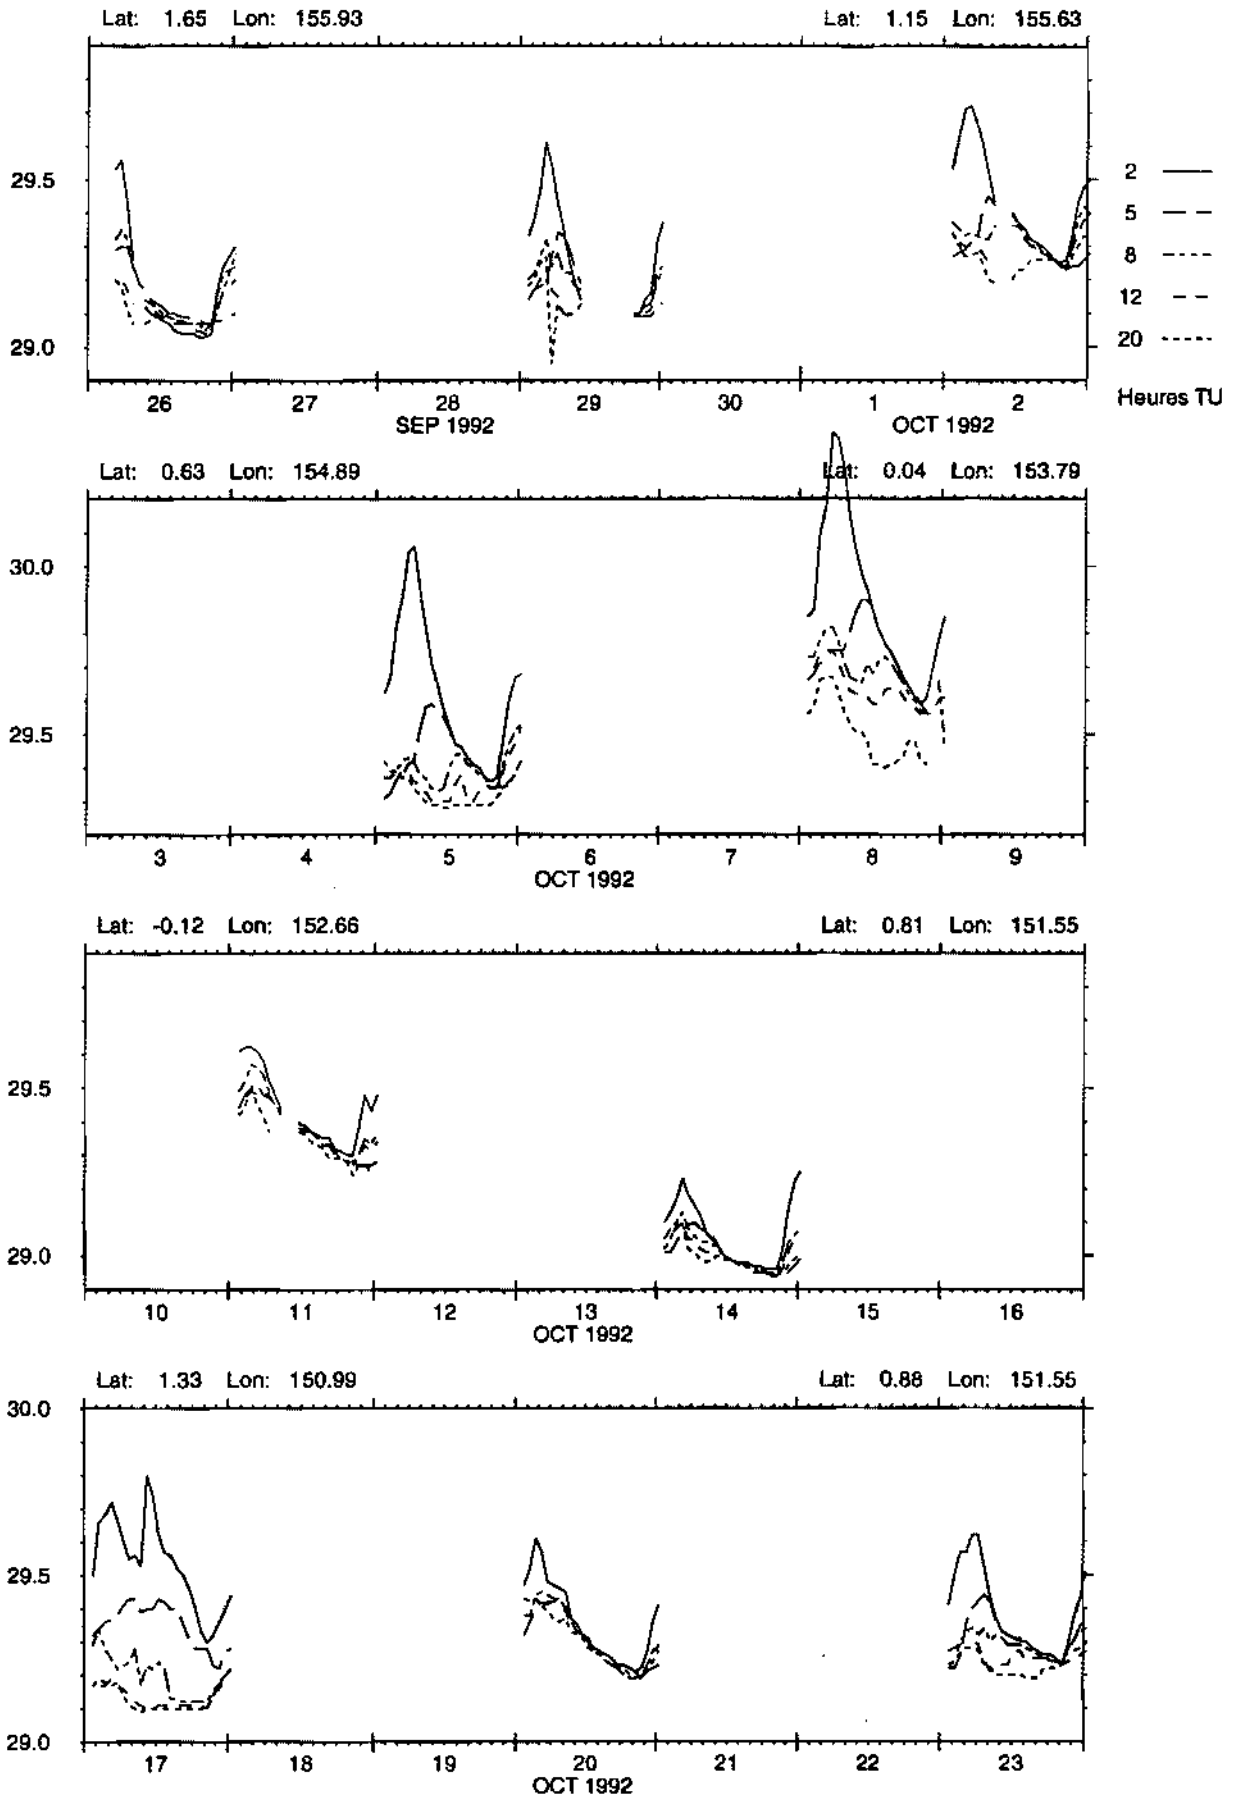 Lat: 1.65 Lon: 155.93 Lat: 1.15 Lon: 155.63
29.5
29.0
2
5
8
12
20
Heures TU
26 27 28 29 30 1 2
SEP 1992 OCT 1992
Lat: 0.63 Lon: 154.89 Lat: 0.04 Lon: 153.79
30.0
29.5
3 4 5 6 7 8 9
OCT 1992
Lat: -0.12 Lon: 152.66 Lat: 0.81 Lon: 151.55
29.5
29.0
10 11 12 13 14 15 16
OCT 1992
Lat: 1.33 Lon: 150.99 Lat: 0.88 Lon: 151.55
30.0
29.5
29.0
17 18 19 20 21 22 23
OCT 1992